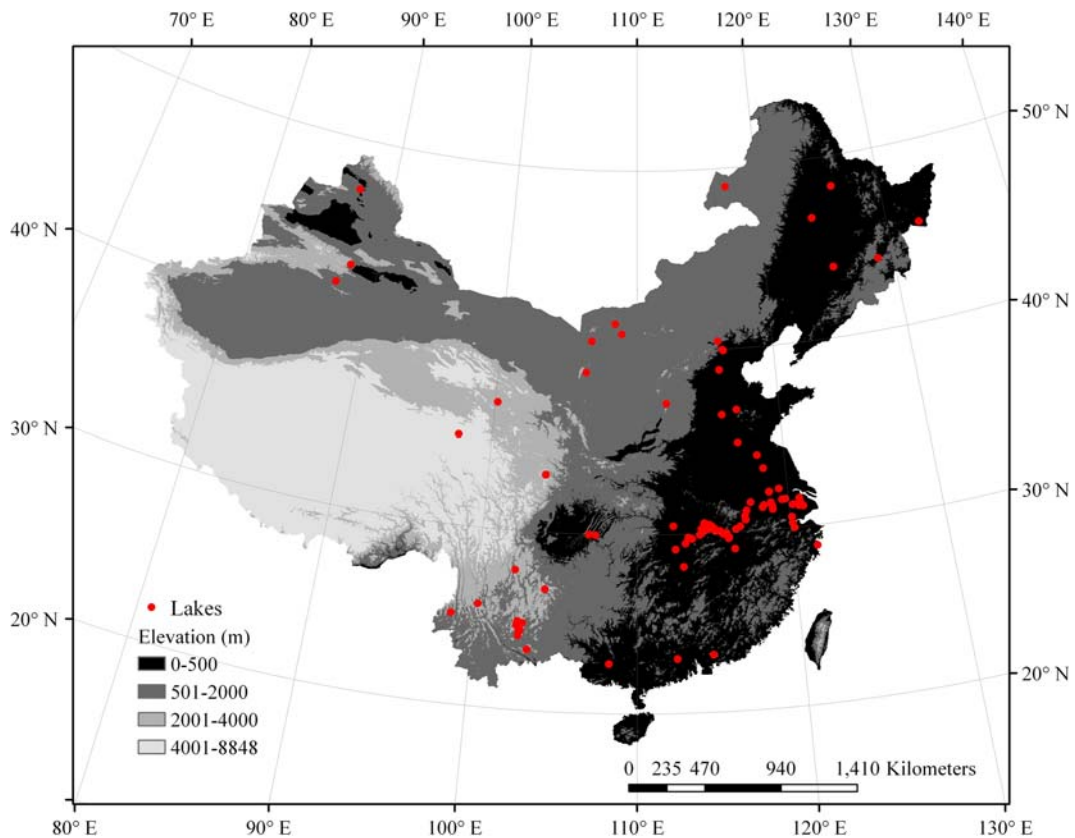 70° E 80° E 90° E 100° E 110° E 120° E 130° E 140° E
50° N
40° N
40° N
30° N
30° N
20° N
20° N
Lakes
Elevation (m)
0-500
501-2000
2001-4000
4001-8848
0 235 470 940 1,410 Kilometers
80° E 90° E 100° E 110° E 120° E 130° E